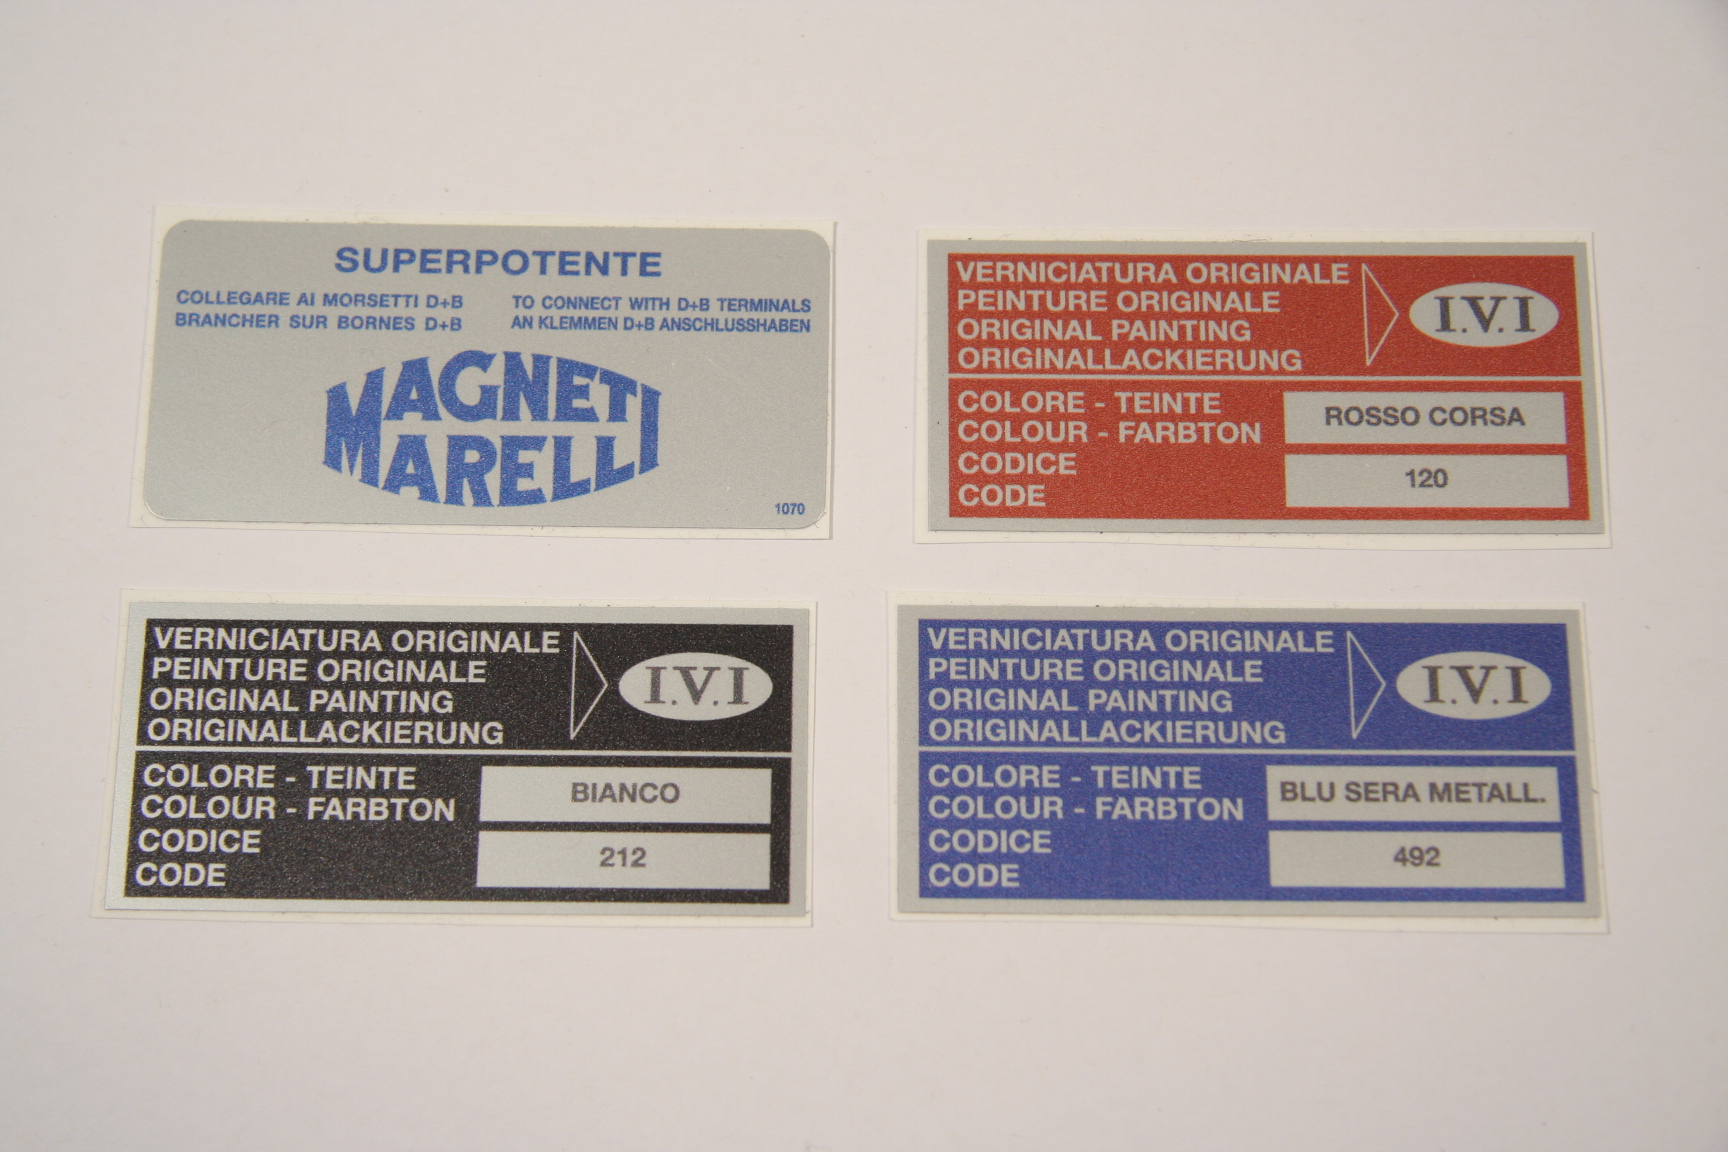 SUPERPOTENTE
COLLEGARE AI MORSETTI D+B
BRANCHER SUR BORNES D+B
TO CONNECT WITH D+B TERMINALS
AN KLEMMEN D+B ANSCHLUSSHABEN
MAGNETI
MARELLI
1070
VERNICIATURA ORIGINALE
PEINTURE ORIGINALE
ORIGINAL PAINTING
ORIGINALLACKIERUNG
I.V.I
COLORE - TEINTE
COLOUR - FARBTON
ROSSO CORSA
CODICE
CODE
120
VERNICIATURA ORIGINALE
PEINTURE ORIGINALE
ORIGINAL PAINTING
ORIGINALLACKIERUNG
I.V.I
COLORE - TEINTE
COLOUR - FARBTON
BIANCO
CODICE
CODE
212
VERNICIATURA ORIGINALE
PEINTURE ORIGINALE
ORIGINAL PAINTING
ORIGINALLACKIERUNG
I.V.I
COLORE - TEINTE
COLOUR - FARBTON
BLU SERA METALL.
CODICE
CODE
492